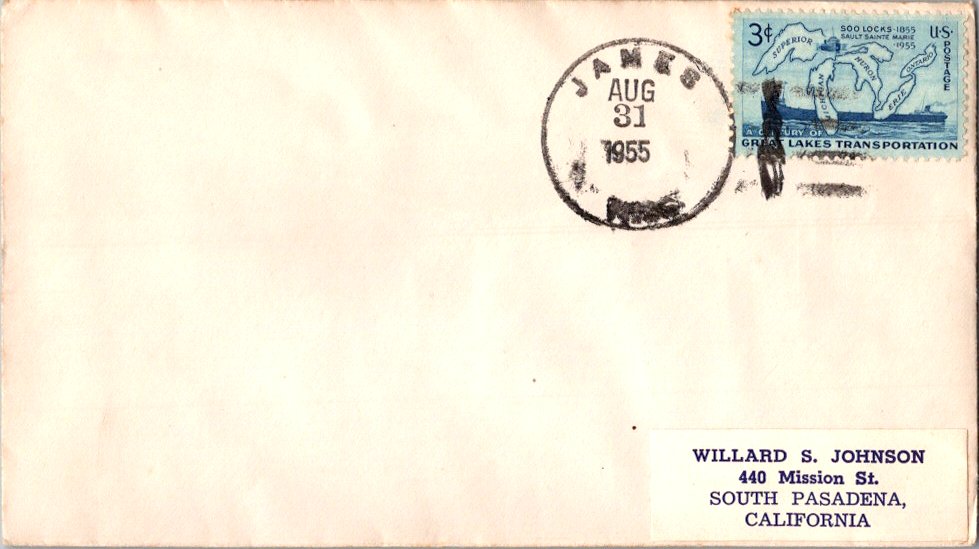 JAMES
AUG
31
1955
3¢
SOO LOCKS·1855
SAULT SAINTE MARIE
·1955
U·S·
POSTAGE
SUPERIOR
HURON
ONTARIO
MICHIGAN
ERIE
A CENTURY OF
GREAT LAKES TRANSPORTATION
WILLARD S. JOHNSON
440 Mission St.
SOUTH PASADENA,
CALIFORNIA